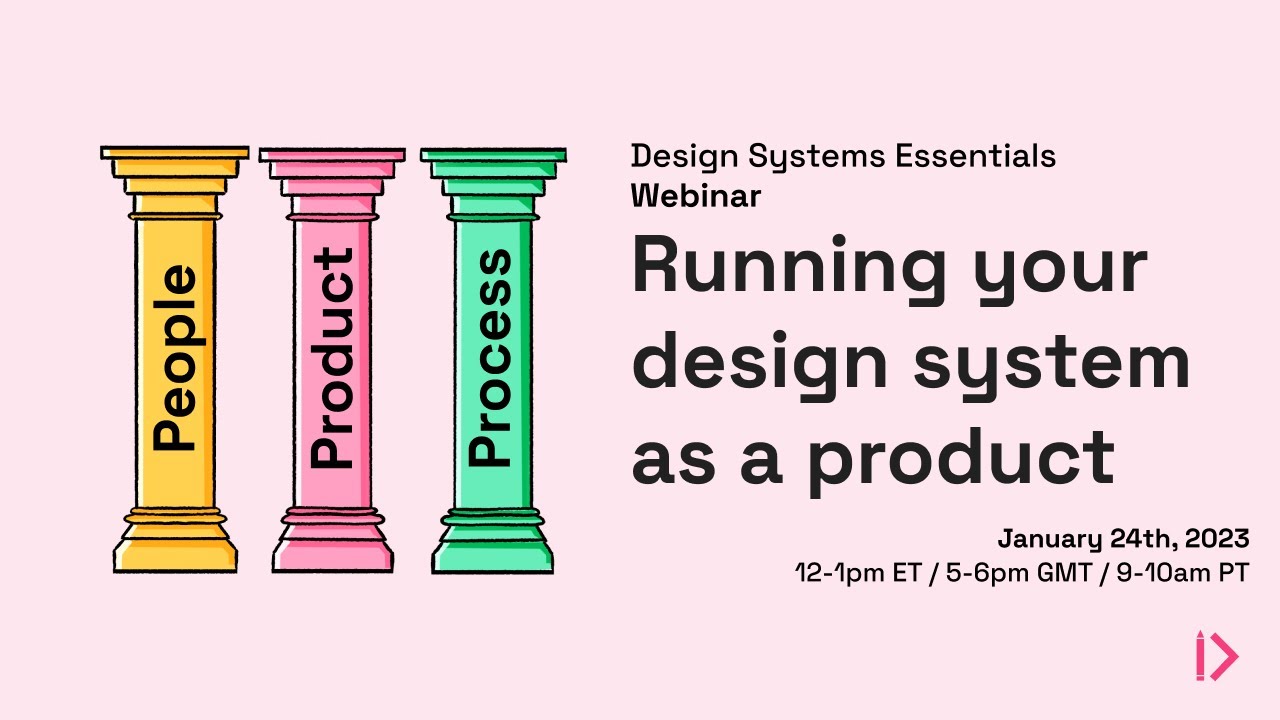 People
Product
Process
Design Systems Essentials
Webinar
Running your
design system
as a product
January 24th, 2023
12-1pm ET / 5-6pm GMT / 9-10am PT